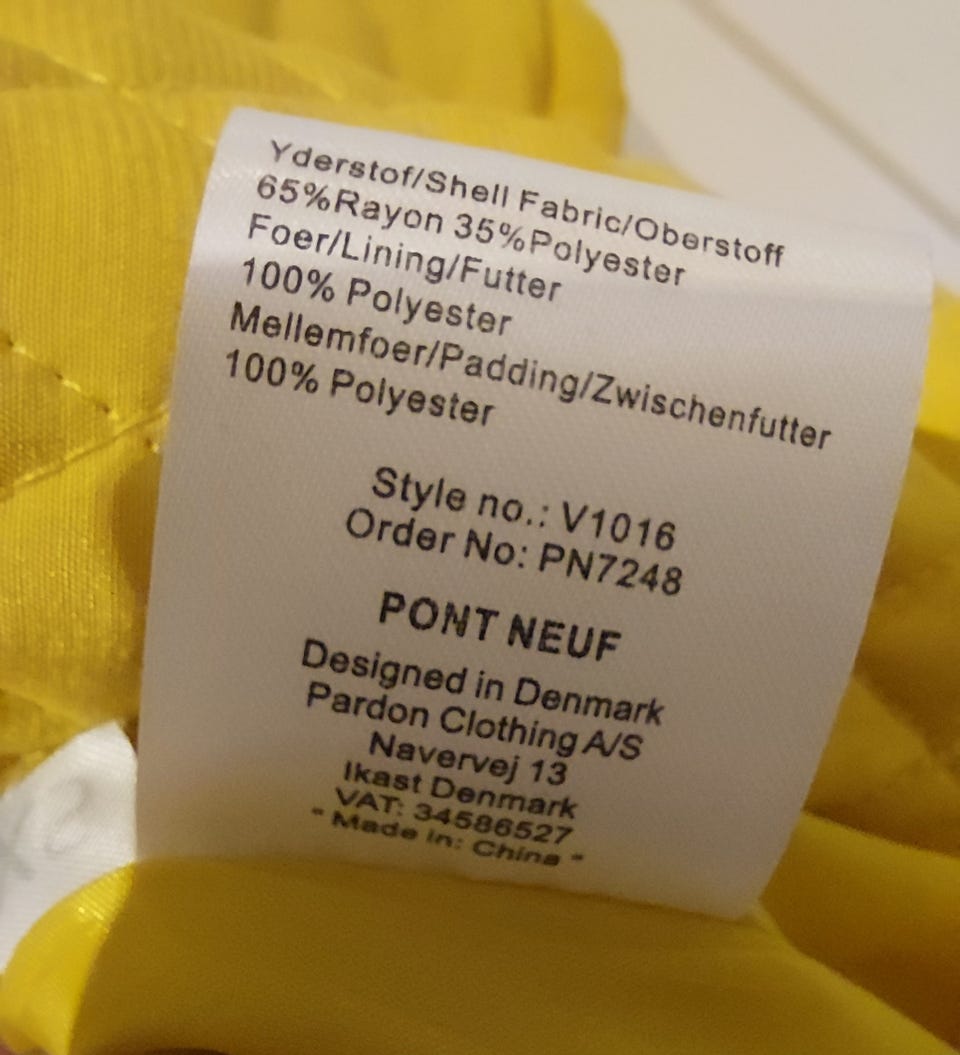 Yderstof/Shell Fabric/Oberstoff
65%Rayon 35%Polyester
Foer/Lining/Futter
100% Polyester
Mellemfoer/Padding/Zwischenfutter
100% Polyester
Style no.: V1016
Order No: PN7248
PONT NEUF
Designed in Denmark
Pardon Clothing A/S
Navervej 13
Ikast Denmark
VAT: 34586527
" Made in: China "